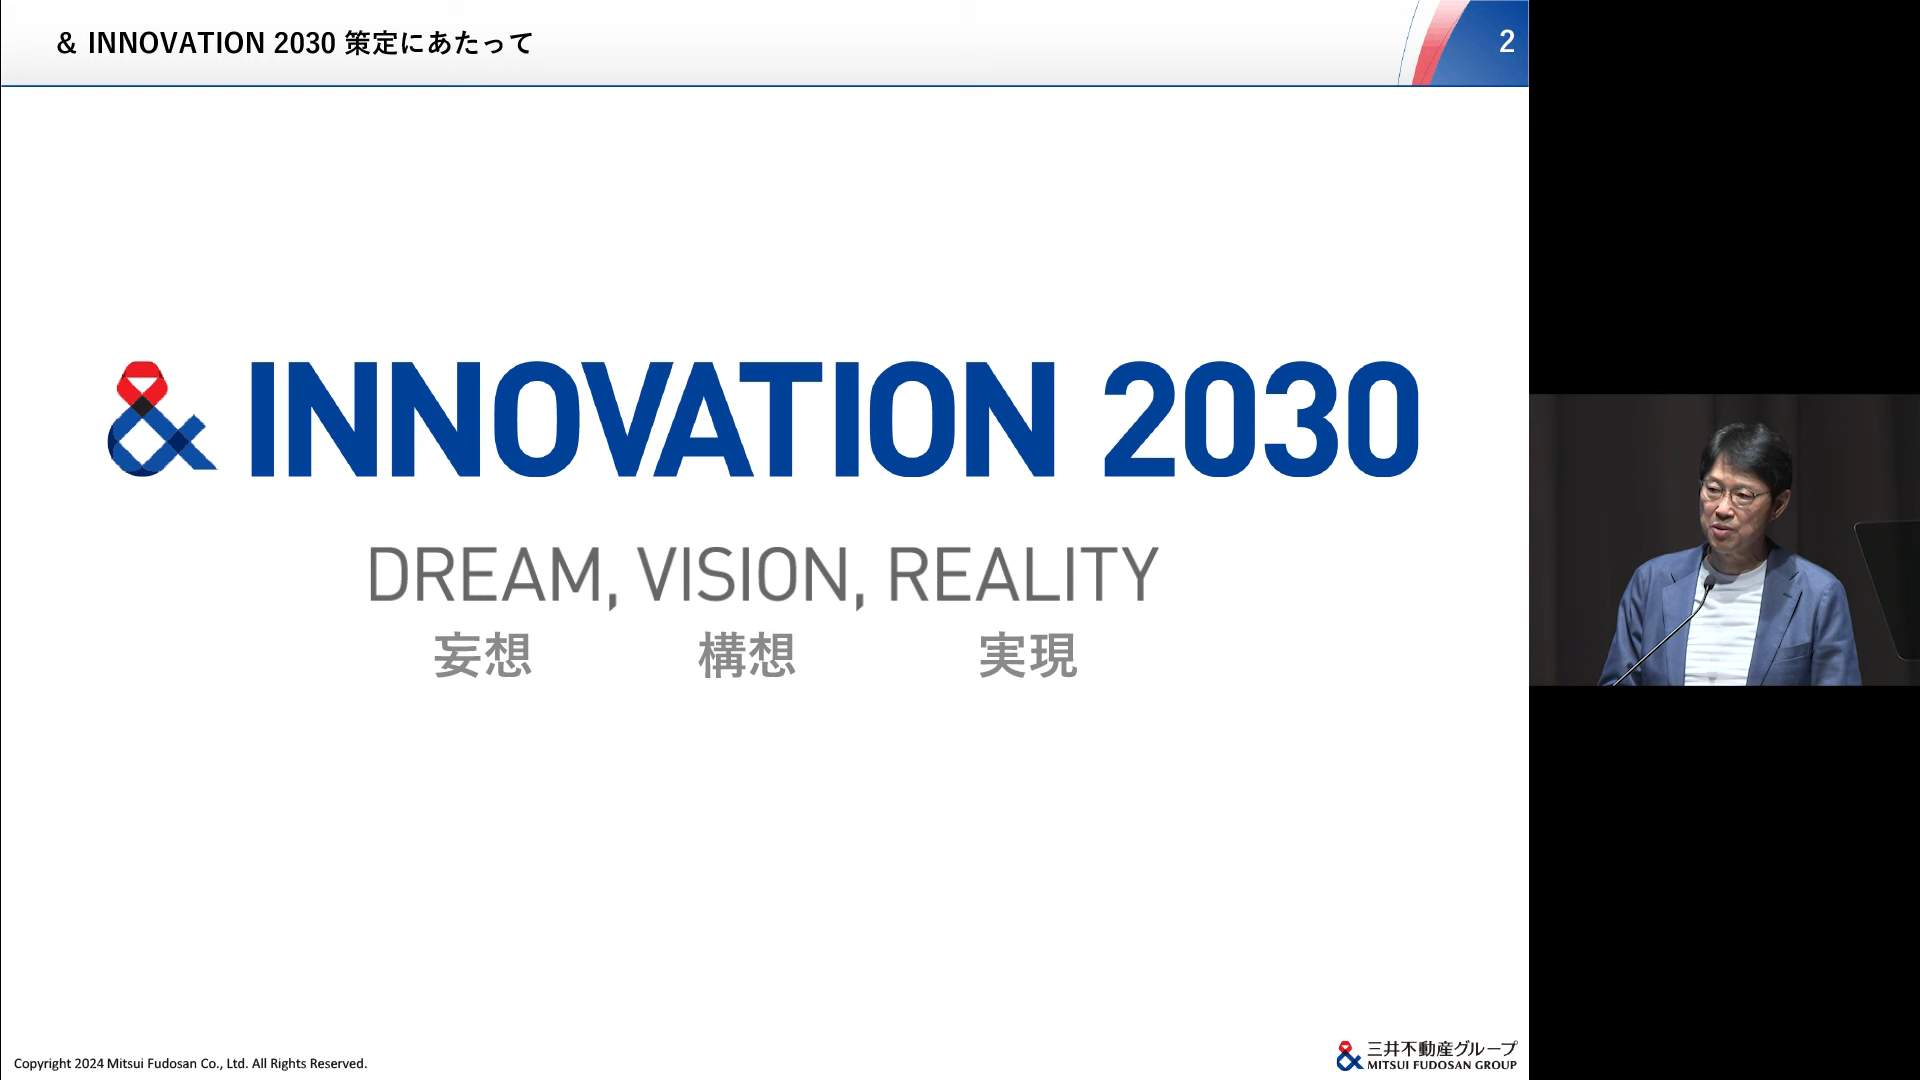 & INNOVATION 2030 策定にあたって
2
& INNOVATION 2030
DREAM, VISION, REALITY
妄想 構想 実現
Copyright 2024 Mitsui Fudosan Co., Ltd. All Rights Reserved.
& 三井不動産グループ
MITSUI FUDOSAN GROUP